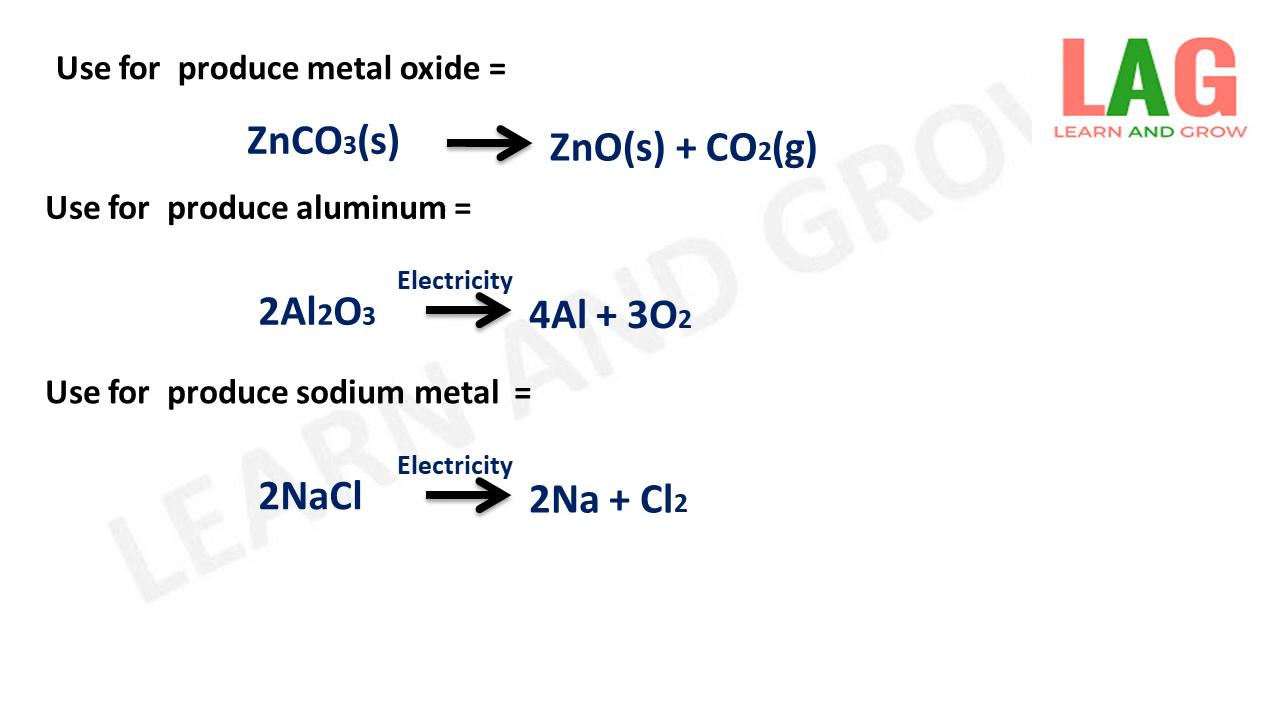 Use for produce metal oxide =
LAG
LEARN AND GROW
ZnCO3(s) ZnO(s) + CO2(g)
Use for produce aluminum =
Electricity
2Al2O3 4Al + 3O2
Use for produce sodium metal =
Electricity
2NaCl 2Na + Cl2
LEARN AND GROW